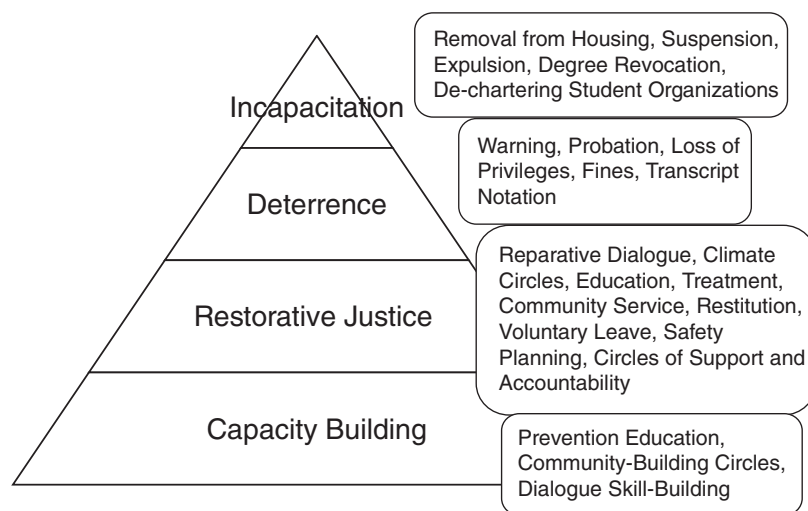 Incapacitation
Removal from Housing, Suspension,
Expulsion, Degree Revocation,
De-chartering Student Organizations
Deterrence
Warning, Probation, Loss of
Privileges, Fines, Transcript
Notation
Restorative Justice
Reparative Dialogue, Climate
Circles, Education, Treatment,
Community Service, Restitution,
Voluntary Leave, Safety
Planning, Circles of Support and
Accountability
Capacity Building
Prevention Education,
Community-Building Circles,
Dialogue Skill-Building